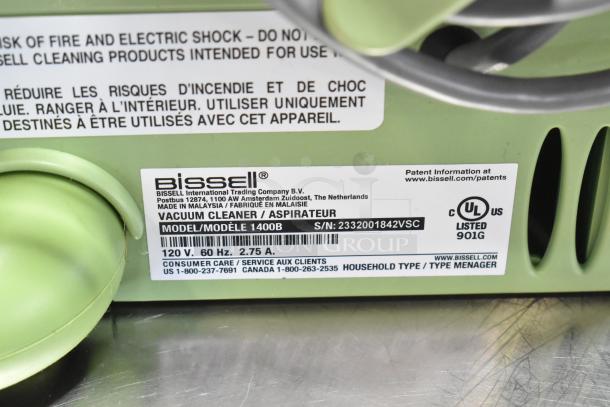 ISK OF FIRE AND ELECTRIC SHOCK – DO NOT
SELL CLEANING PRODUCTS INTENDED FOR USE
RÉDUIRE LES RISQUES D'INCENDIE ET DE CHOC
LUIE. RANGER À L'INTÉRIEUR. UTILISER UNIQUEMENT
DESTINÉS À ÊTRE UTILISÉS AVEC CET APPAREIL.
BISSELL®
BISSELL International Trading Company B.V.
Postbus 12874, 1100 AW Amsterdam Zuidoost, The Netherlands
MADE IN MALAYSIA / FABRIQUÉ EN MALAISIE
VACUUM CLEANER / ASPIRATEUR
MODEL/MODÈLE 1400B S/N: 2332001842VSC
120 V. 60 Hz. 2.75 A.
CONSUMER CARE / SERVICE AUX CLIENTS
US 1-800-237-7691 CANADA 1-800-263-2535 HOUSEHOLD TYPE / TYPE MENAGER
Patent Information at
www.bissell.com/patents
C UL US
LISTED
901G
WWW.BISSELL.COM